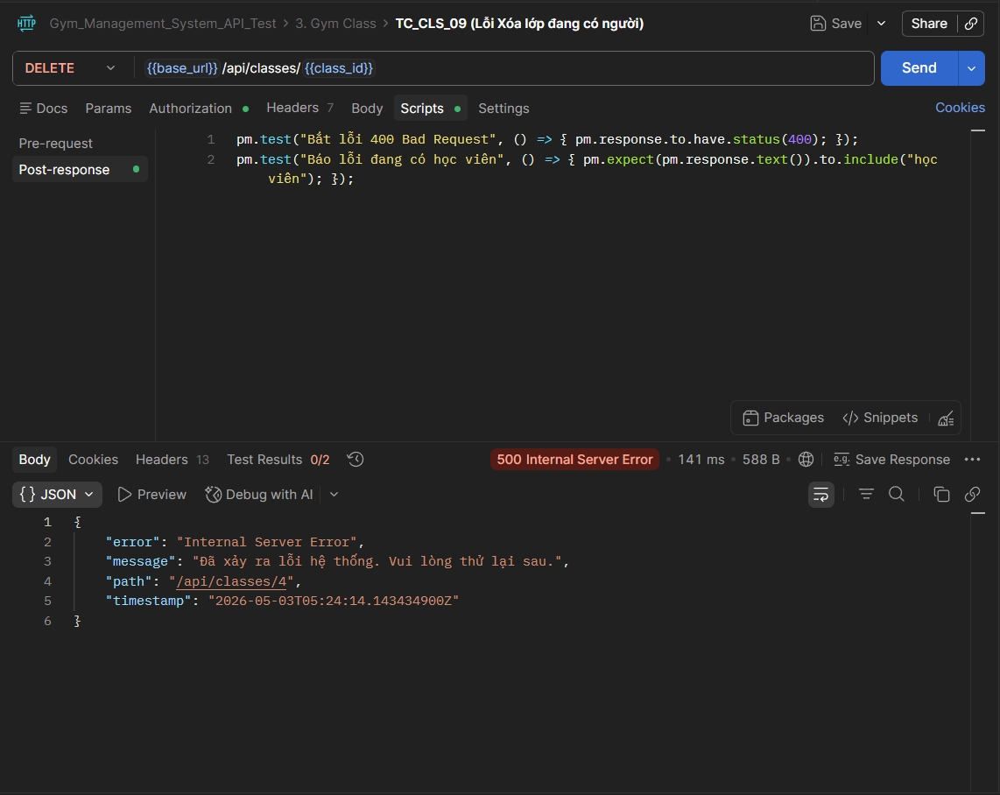 HTTP Gym_Management_System_API_Test > 3. Gym Class > TC_CLS_09 (Lỗi Xóa lớp đang có người) Save Share
DELETE {{base_url}} /api/classes/ {{class_id}} Send
Docs Params Authorization Headers 7 Body Scripts Settings Cookies
Pre-request
Post-response
1 pm.test("Bắt lỗi 400 Bad Request", () => { pm.response.to.have.status(400); });
2 pm.test("Báo lỗi đang có học viên", () => { pm.expect(pm.response.text()).to.include("học
viên"); });
Packages </> Snippets
Body Cookies Headers 13 Test Results 0/2 500 Internal Server Error • 141 ms • 588 B • e.g. Save Response
{} JSON Preview Debug with AI
1 {
2 "error": "Internal Server Error",
3 "message": "Đã xảy ra lỗi hệ thống. Vui lòng thử lại sau.",
4 "path": "/api/classes/4",
5 "timestamp": "2026-05-03T05:24:14.143434900Z"
6 }